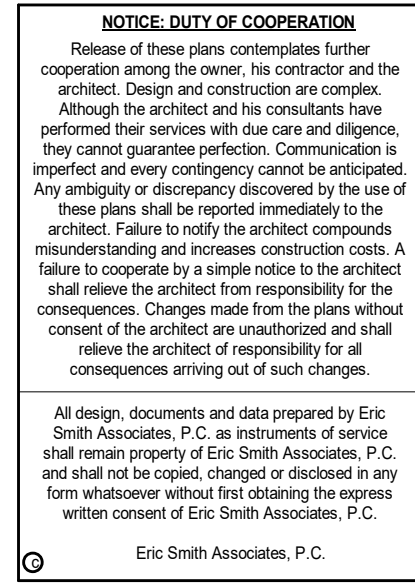 NOTICE: DUTY OF COOPERATION
Release of these plans contemplates further
cooperation among the owner, his contractor and the
architect. Design and construction are complex.
Although the architect and his consultants have
performed their services with due care and diligence,
they cannot guarantee perfection. Communication is
imperfect and every contingency cannot be anticipated.
Any ambiguity or discrepancy discovered by the use of
these plans shall be reported immediately to the
architect. Failure to notify the architect compounds
misunderstanding and increases construction costs. A
failure to cooperate by a simple notice to the architect
shall relieve the architect from responsibility for the
consequences. Changes made from the plans without
consent of the architect are unauthorized and shall
relieve the architect of responsibility for all
consequences arriving out of such changes.
All design, documents and data prepared by Eric
Smith Associates, P.C. as instruments of service
shall remain property of Eric Smith Associates, P.C.
and shall not be copied, changed or disclosed in any
form whatsoever without first obtaining the express
written consent of Eric Smith Associates, P.C.
© Eric Smith Associates, P.C.